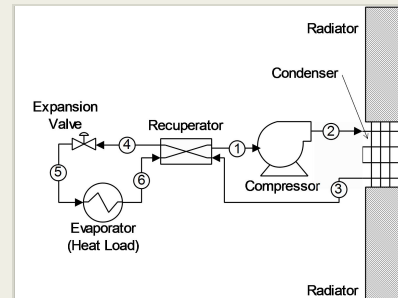 Radiator
Condenser
Expansion
Valve
Recuperator
2
4
1
5
6
Compressor
3
Evaporator
(Heat Load)
Radiator